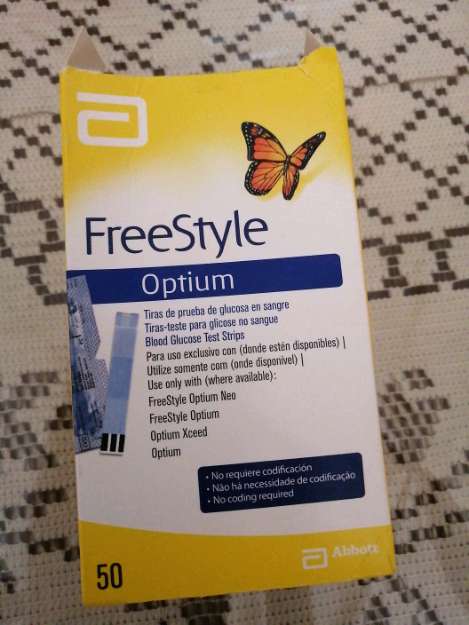 FreeStyle
Optium
Tiras de prueba de glucosa en sangre
Tiras-teste para glicose no sangue
Blood Glucose Test Strips
Para uso exclusivo con (donde estén disponibles) |
Utilize somente com (onde disponível) |
Use only with (where available):
FreeStyle Optium Neo
FreeStyle Optium
Optium Xceed
Optium
• No requiere codificación
• Não há necessidade de codificação
• No coding required
50
Abbott